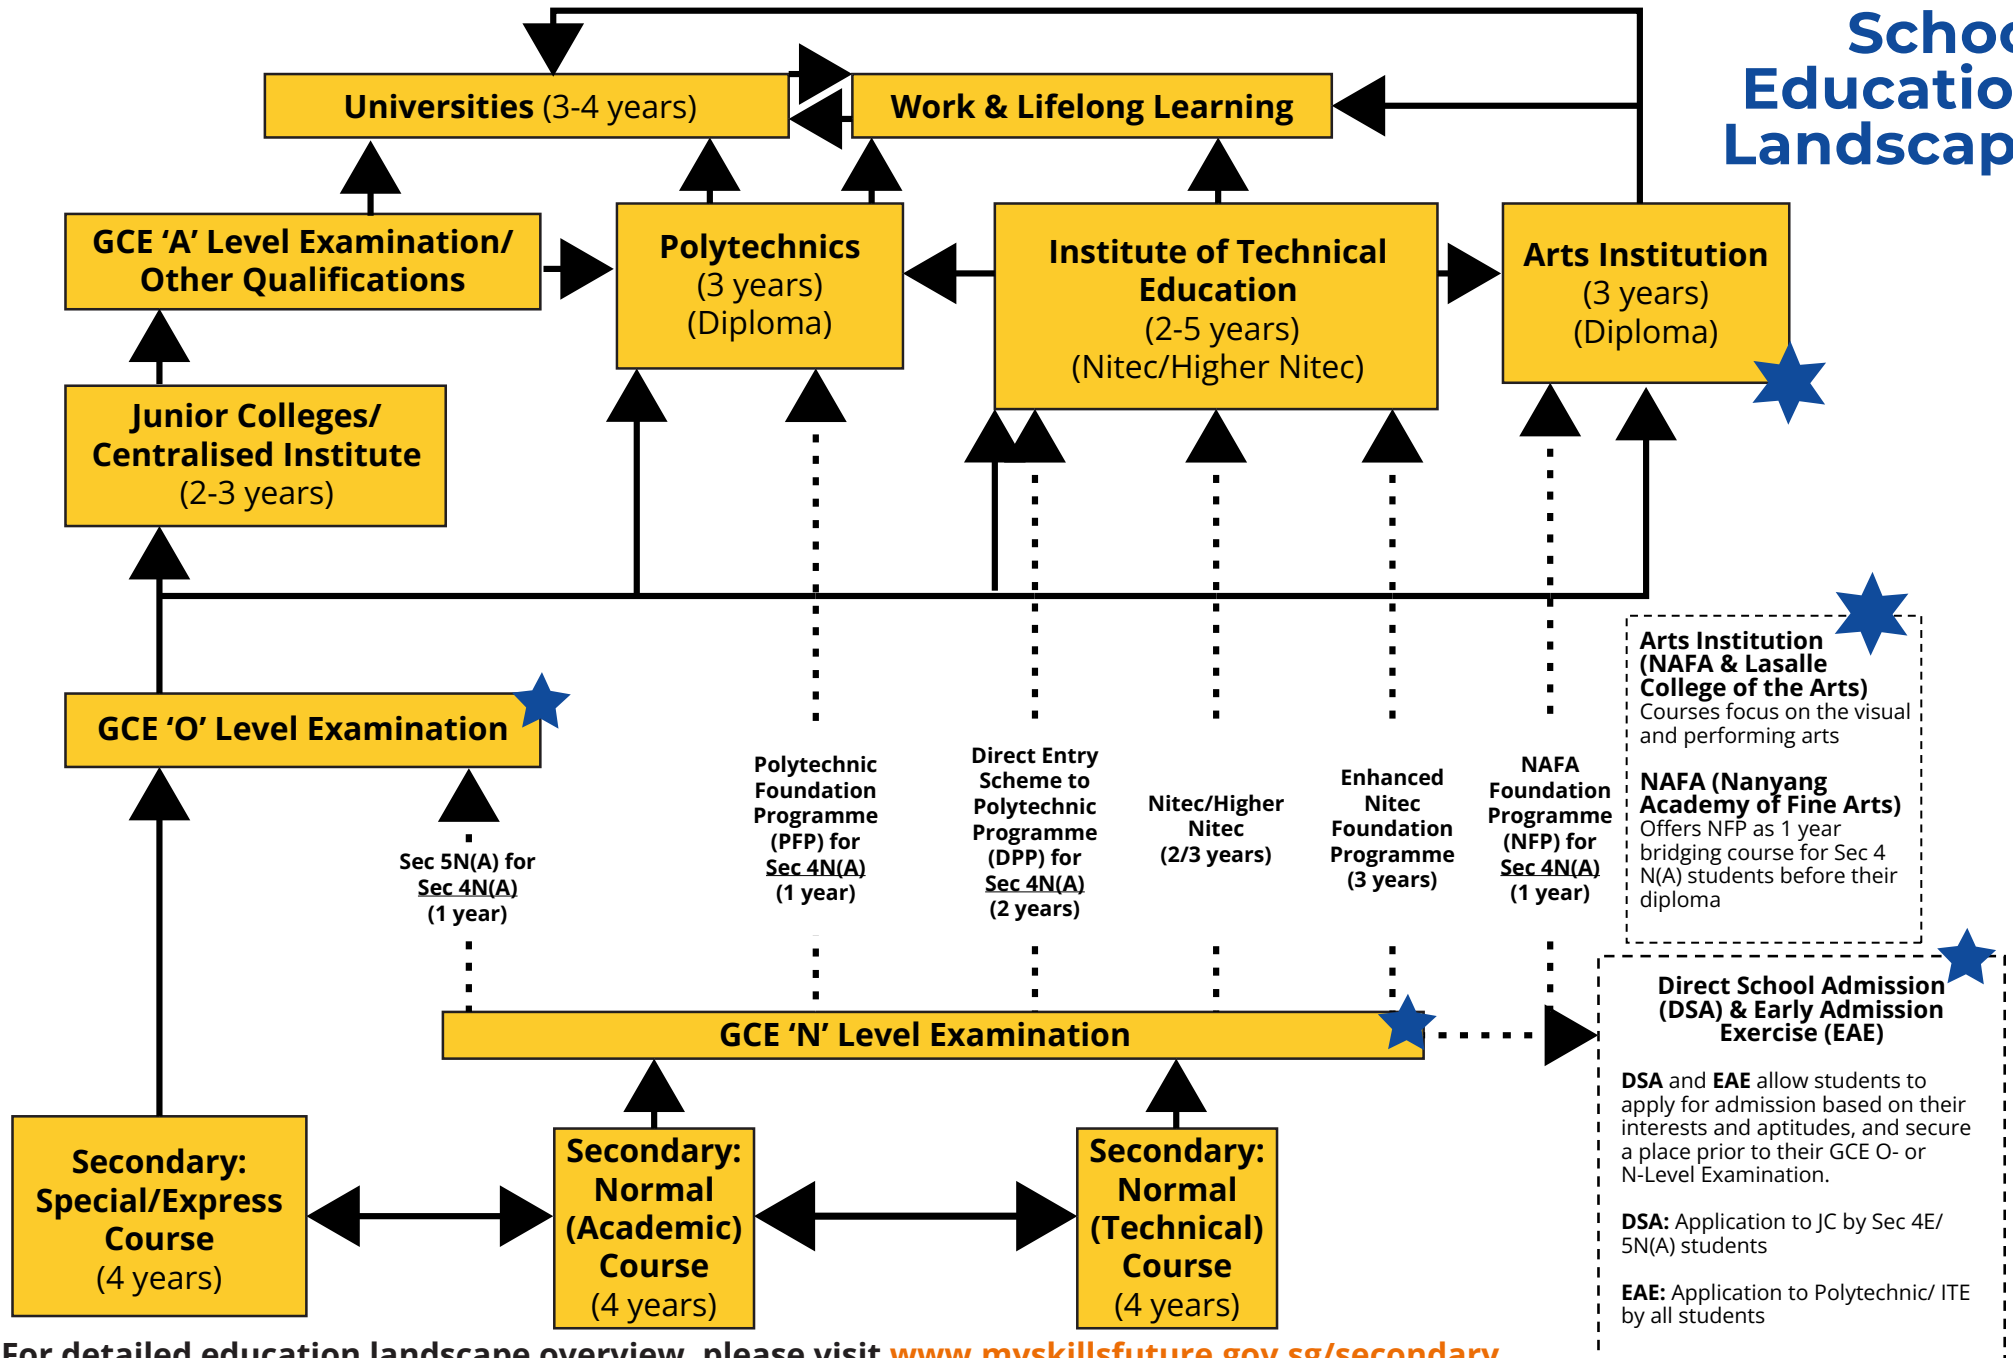 Schoo
Educatio
Landscap
Universities (3-4 years)
Work & Lifelong Learning
GCE ‘A’ Level Examination/
Other Qualifications
Polytechnics
(3 years)
(Diploma)
Institute of Technical
Education
(2-5 years)
(Nitec/Higher Nitec)
Arts Institution
(3 years)
(Diploma)
Junior Colleges/
Centralised Institute
(2-3 years)
GCE ‘O’ Level Examination
Sec 5N(A) for
Sec 4N(A)
(1 year)
Polytechnic
Foundation
Programme
(PFP) for
Sec 4N(A)
(1 year)
Direct Entry
Scheme to
Polytechnic
Programme
(DPP) for
Sec 4N(A)
(2 years)
Nitec/Higher
Nitec
(2/3 years)
Enhanced
Nitec
Foundation
Programme
(3 years)
NAFA
Foundation
Programme
(NFP) for
Sec 4N(A)
(1 year)
Arts Institution
(NAFA & Lasalle
College of the Arts)
Courses focus on the visual
and performing arts
NAFA (Nanyang
Academy of Fine Arts)
Offers NFP as 1 year
bridging course for Sec 4
N(A) students before their
diploma
GCE ‘N’ Level Examination
Direct School Admission
(DSA) & Early Admission
Exercise (EAE)
DSA and EAE allow students to
apply for admission based on their
interests and aptitudes, and secure
a place prior to their GCE O- or
N-Level Examination.
DSA: Application to JC by Sec 4E/
5N(A) students
EAE: Application to Polytechnic/ ITE
by all students
Secondary:
Special/Express
Course
(4 years)
Secondary:
Normal
(Academic)
Course
(4 years)
Secondary:
Normal
(Technical)
Course
(4 years)
For detailed education landscape overview, please visit www.myskillsfuture.gov.sg/secondary